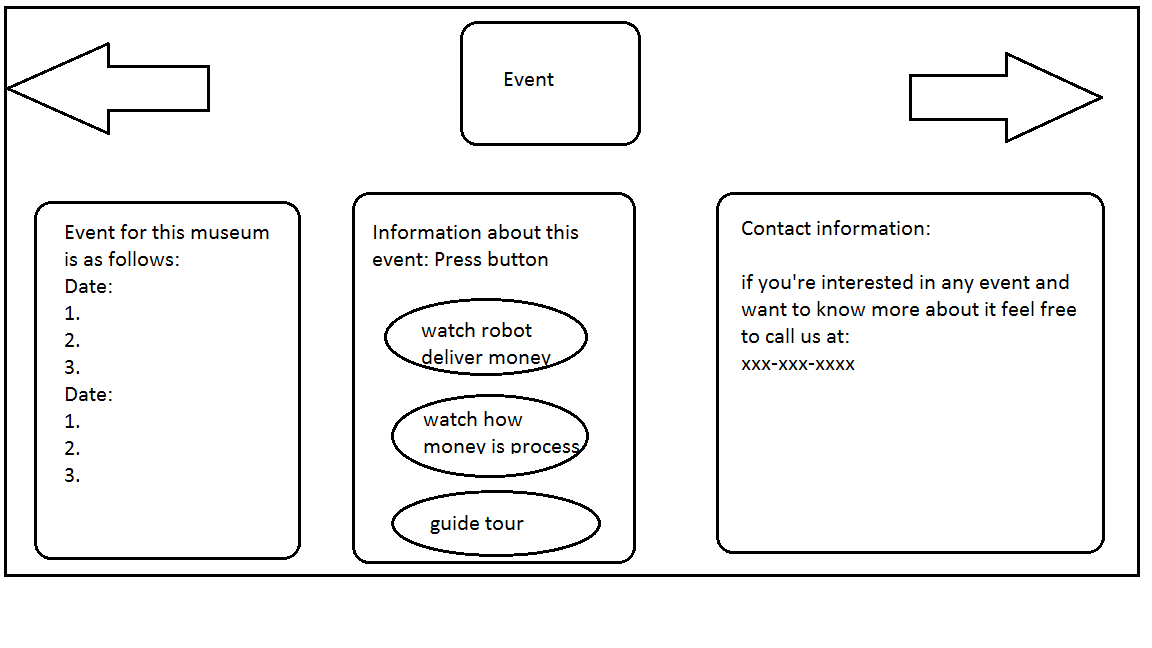 Event
Event for this museum
is as follows:
Date:
1.
2.
3.
Date:
1.
2.
3.
Information about this
event: Press button
watch robot
deliver money
watch how
money is process
guide tour
Contact information:
if you're interested in any event and
want to know more about it feel free
to call us at:
xxx-xxx-xxxx